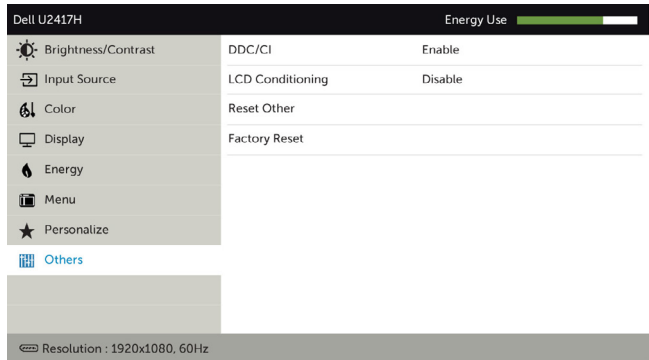 Dell U2417H
Energy Use
Brightness/Contrast
DDC/CI Enable
Input Source
LCD Conditioning Disable
Color
Reset Other
Display
Factory Reset
Energy
Menu
Personalize
Others
Resolution : 1920x1080, 60Hz